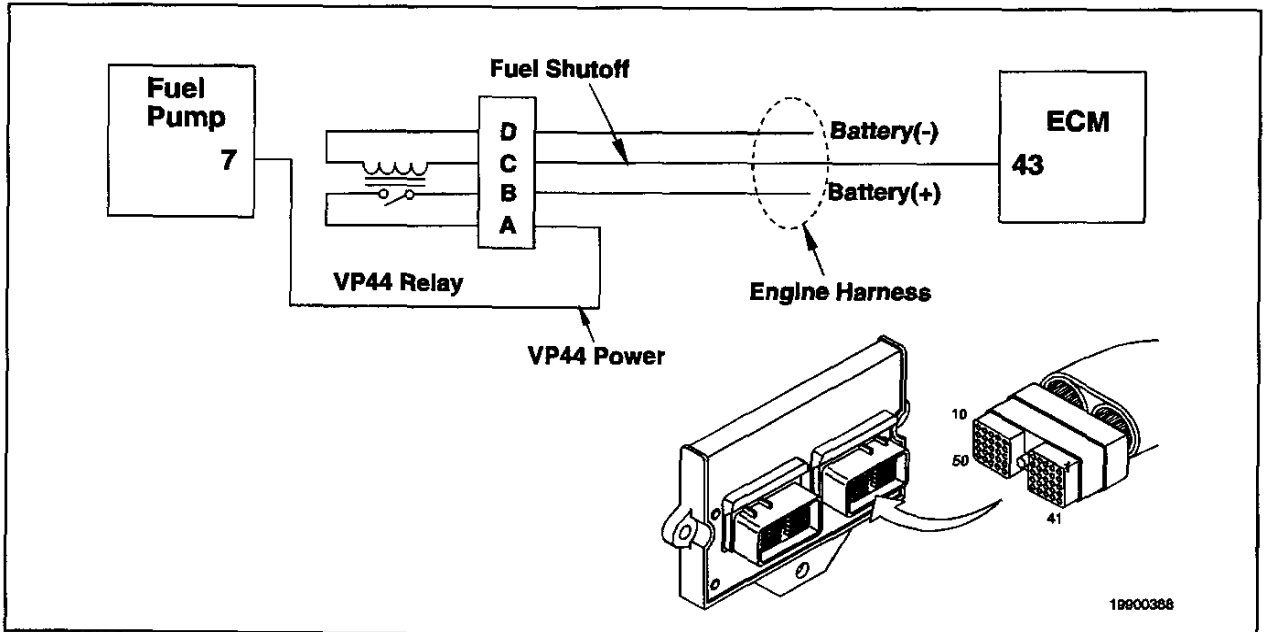 Fuel Shutoff
Fuel
Pump
7
D
C
B
A
Battery(-)
Battery(+)
ECM
43
VP44 Relay
Engine Harness
VP44 Power
10
50
1
41
19900388